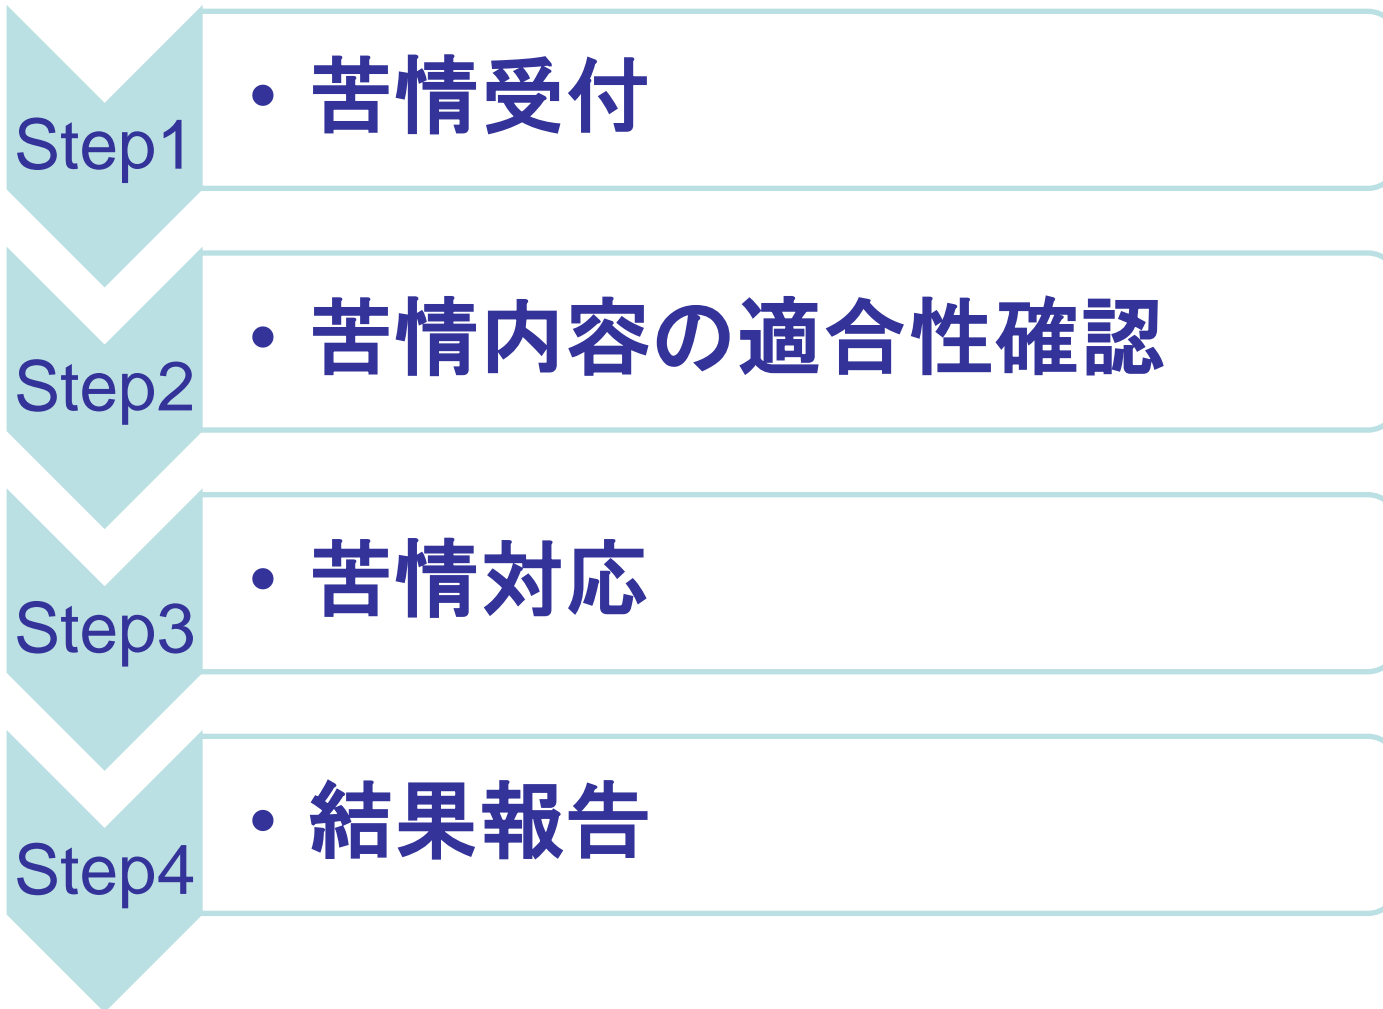 Step1
• 苦情受付
Step2
• 苦情内容の適合性確認
Step3
• 苦情対応
Step4
• 結果報告